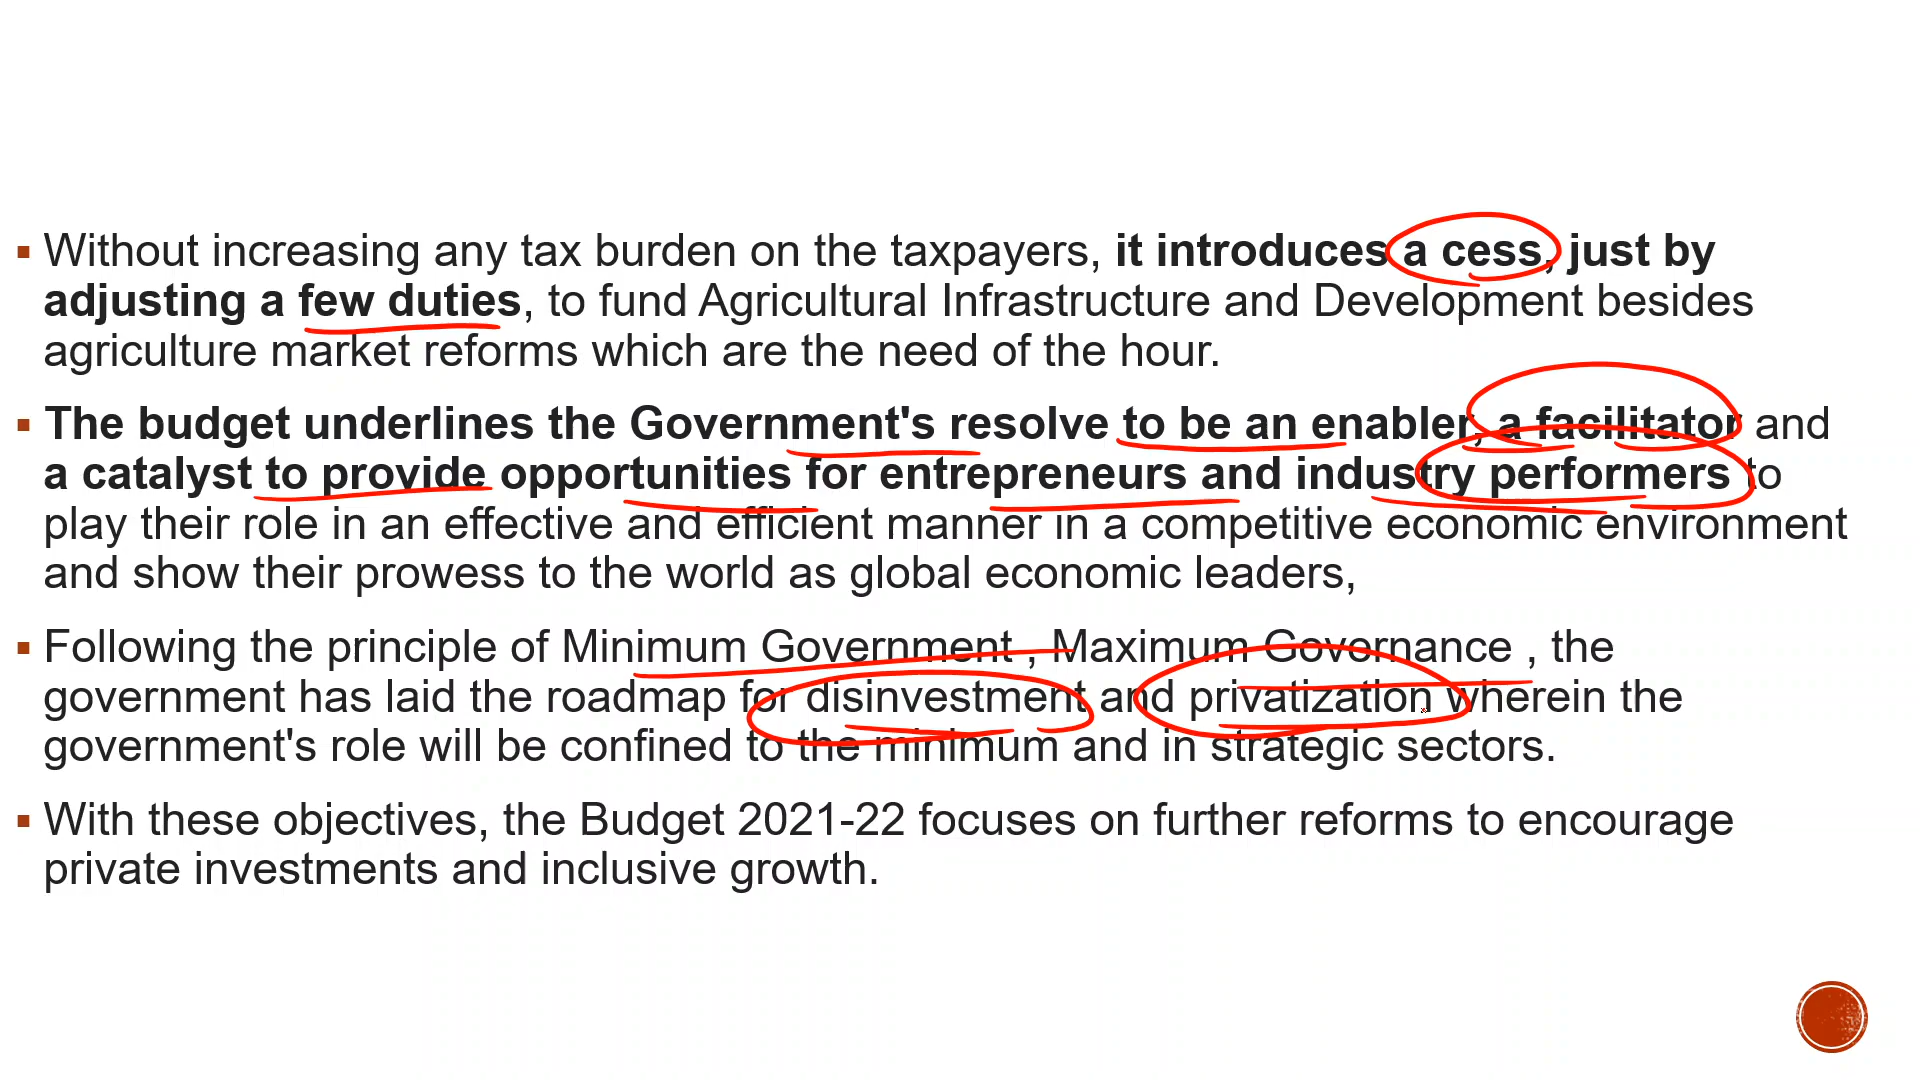 Without increasing any tax burden on the taxpayers, it introduces a cess, just by
adjusting a few duties, to fund Agricultural Infrastructure and Development besides
agriculture market reforms which are the need of the hour.
The budget underlines the Government's resolve to be an enabler, a facilitator and
a catalyst to provide opportunities for entrepreneurs and industry performers to
play their role in an effective and efficient manner in a competitive economic environment
and show their prowess to the world as global economic leaders,
Following the principle of Minimum Government , Maximum Governance , the
government has laid the roadmap for disinvestment and privatization wherein the
government's role will be confined to the minimum and in strategic sectors.
With these objectives, the Budget 2021-22 focuses on further reforms to encourage
private investments and inclusive growth.